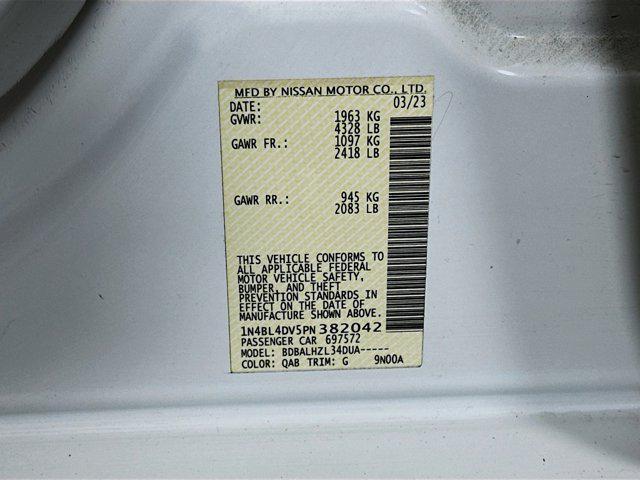 MFD BY NISSAN MOTOR CO., LTD.
DATE: 03/23
GVWR: 1963 KG
4328 LB
GAWR FR.: 1097 KG
2418 LB
GAWR RR.: 945 KG
2083 LB
THIS VEHICLE CONFORMS TO
ALL APPLICABLE FEDERAL
MOTOR VEHICLE SAFETY,
BUMPER, AND THEFT
PREVENTION STANDARDS IN
EFFECT ON THE DATE OF
MANUFACTURE SHOWN ABOVE.
1N4BL4DV5PN382042
PASSENGER CAR 697572
MODEL: BDBALHZL34DUA-----
COLOR: QAB TRIM: G 9N00A